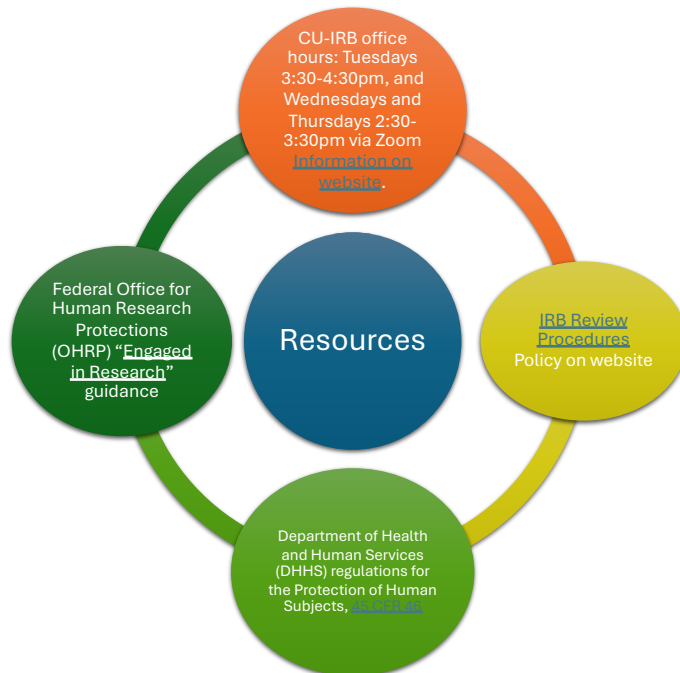 CU-IRB office
hours: Tuesdays
3:30-4:30pm, and
Wednesdays and
Thursdays 2:30-
3:30pm via Zoom
Information on
website.
Federal Office for
Human Research
Protections
(OHRP) “Engaged
in Research”
guidance
Resources
IRB Review
Procedures
Policy on website
Department of Health
and Human Services
(DHHS) regulations for
the Protection of Human
Subjects, 45 CFR 46